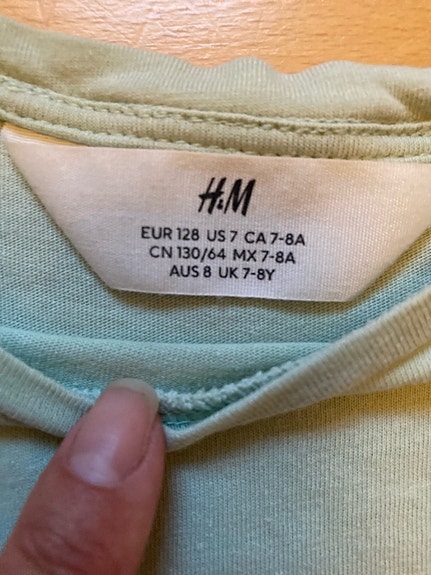 H&M
EUR 128 US 7 CA 7-8A
CN 130/64 MX 7-8A
AUS 8 UK 7-8Y